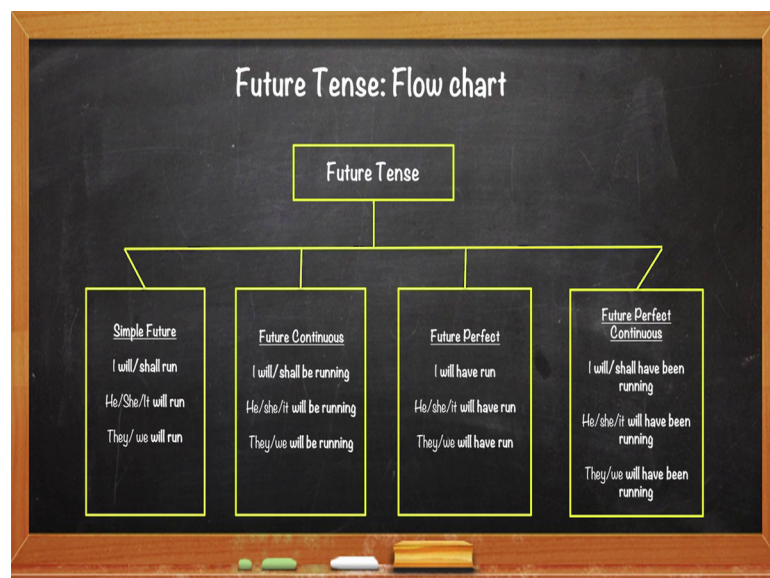 Future Tense: Flow chart
Future Tense
Simple Future
I will/shall run
He/She/It will run
They/ we will run
Future Continuous
I will/shall be running
He/she/it will be running
They/we will be running
Future Perfect
I will have run
He/she/it will have run
They/we will have run
Future Perfect
Continuous
I will/shall have been
running
He/she/it will have been
running
They/we will have been
running